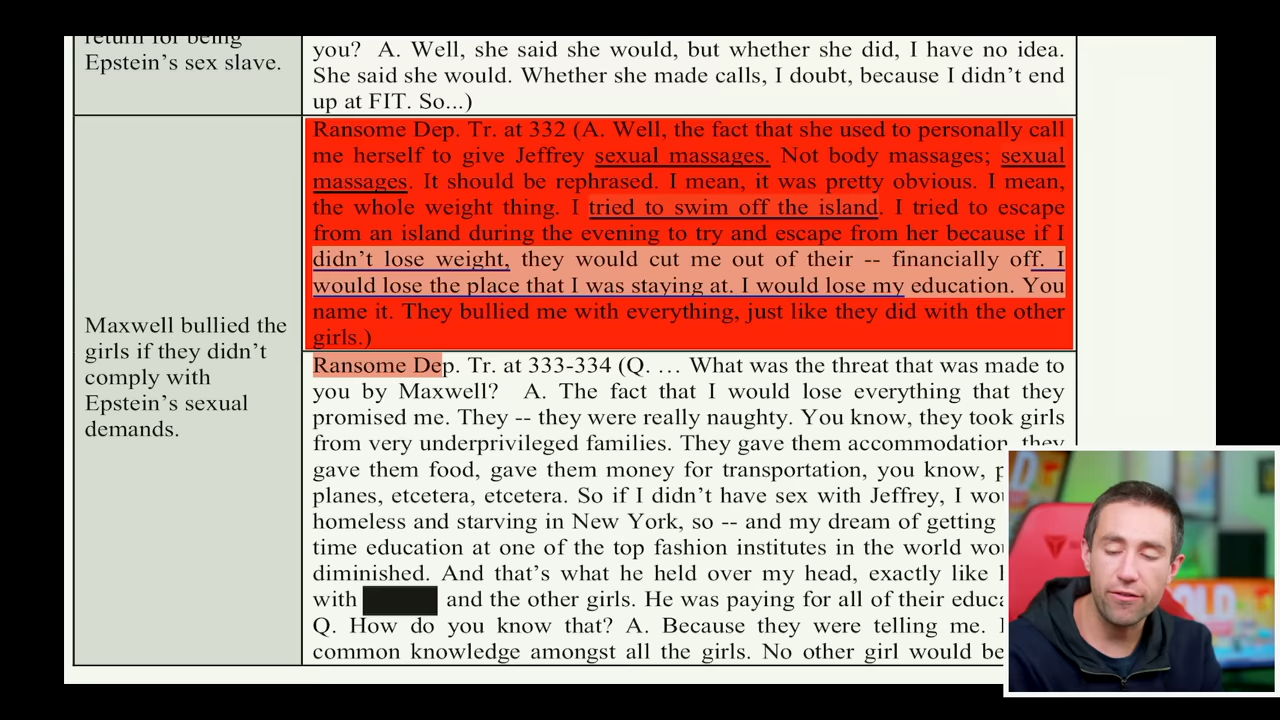 return for being
Epstein's sex slave.
you? A. Well, she said she would, but whether she did, I have no idea.
She said she would. Whether she made calls, I doubt, because I didn't end
up at FIT. So...)
Maxwell bullied the
girls if they didn't
comply with
Epstein's sexual
demands.
Ransome Dep. Tr. at 332 (A. Well, the fact that she used to personally call
me herself to give Jeffrey sexual massages. Not body massages; sexual
massages. It should be rephrased. I mean, it was pretty obvious. I mean,
the whole weight thing. I tried to swim off the island. I tried to escape
from an island during the evening to try and escape from her because if I
didn't lose weight, they would cut me out of their -- financially off. I
would lose the place that I was staying at. I would lose my education. You
name it. They bullied me with everything, just like they did with the other
girls.)
Ransome Dep. Tr. at 333-334 (Q. … What was the threat that was made to
you by Maxwell? A. The fact that I would lose everything that they
promised me. They -- they were really naughty. You know, they took girls
from very underprivileged families. They gave them accommodation, they
gave them food, gave them money for transportation, you know,
planes, etcetera, etcetera. So if I didn't have sex with Jeffrey, I
homeless and starving in New York, so -- and my dream of getting
time education at one of the top fashion institutes in the world
diminished. And that's what he held over my head, exactly like
with and the other girls. He was paying for all of their
Q. How do you know that? A. Because they were telling me.
common knowledge amongst all the girls. No other girl would be